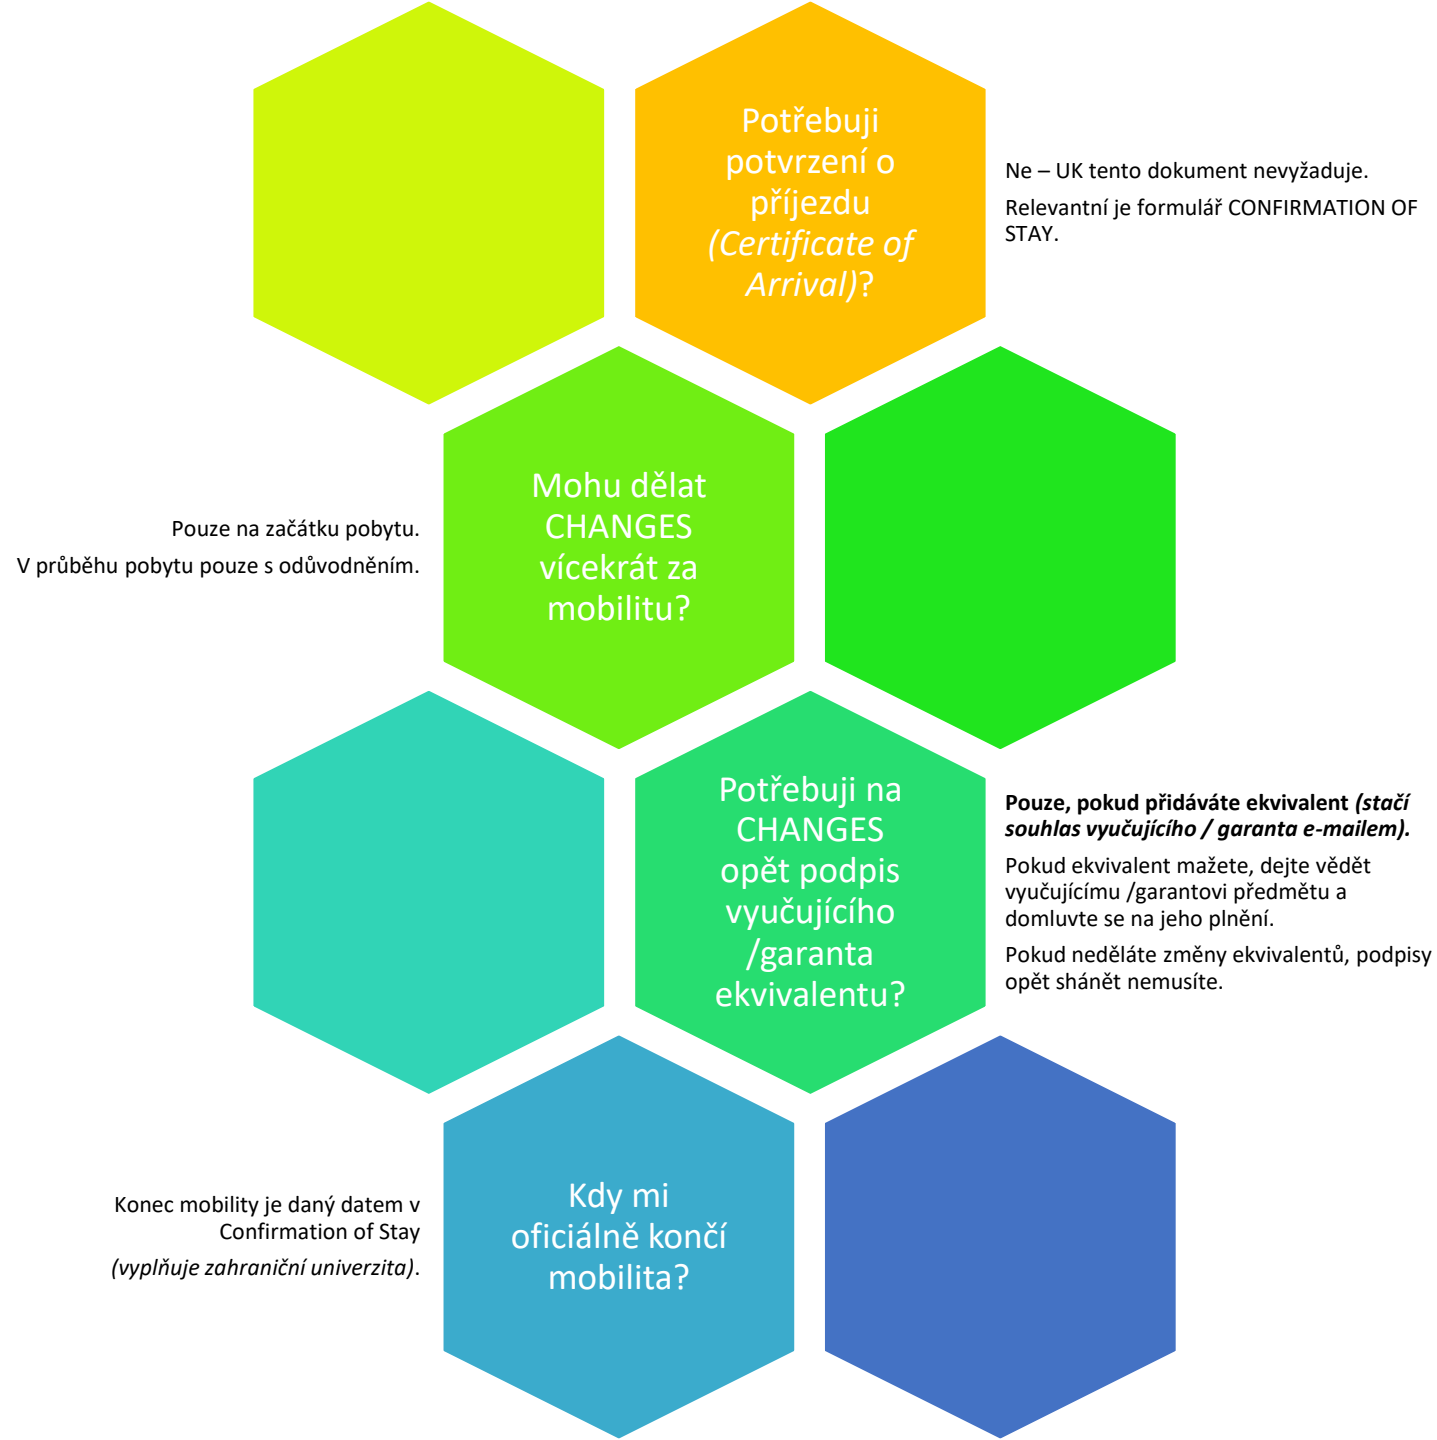 Potřebuji
potvrzení o
příjezdu
(Certificate of
Arrival)?
Ne – UK tento dokument nevyžaduje.
Relevantní je formulář CONFIRMATION OF
STAY.
Mohu dělat
CHANGES
vícekrát za
mobilitu?
Pouze na začátku pobytu.
V průběhu pobytu pouze s odůvodněním.
Potřebuji na
CHANGES
opět podpis
vyučujícího
/garanta
ekvivalentu?
Pouze, pokud přidáváte ekvivalent (stačí
souhlas vyučujícího / garanta e-mailem).
Pokud ekvivalent mažete, dejte vědět
vyučujícímu /garantovi předmětu a
domluvte se na jeho plnění.
Pokud neděláte změny ekvivalentů, podpisy
opět shánět nemusíte.
Kdy mi
oficiálně končí
mobilita?
Konec mobility je daný datem v
Confirmation of Stay
(vyplňuje zahraniční univerzita).